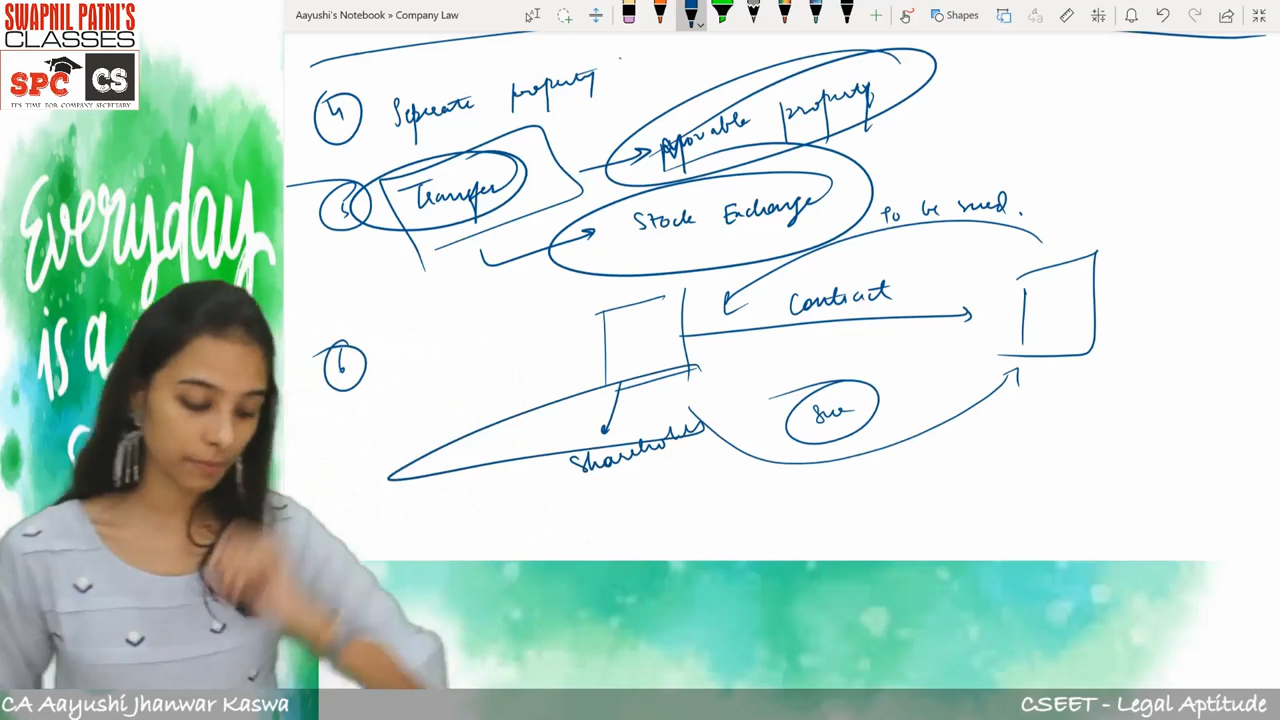 SWAPNIL PATNI'S
CLASSES
SPC CS
IT'S TIME FOR COMPANY SECRETARY
Aayushi's Notebook » Company Law
Shapes
Everyday
is a
4 Separate property
Movable property
5 Transfer
Stock Exchange
To be sued.
Contract
6
Sue
Shareholders
CA Aayushi Jhanwar Kaswa
CSEET - Legal Aptitude